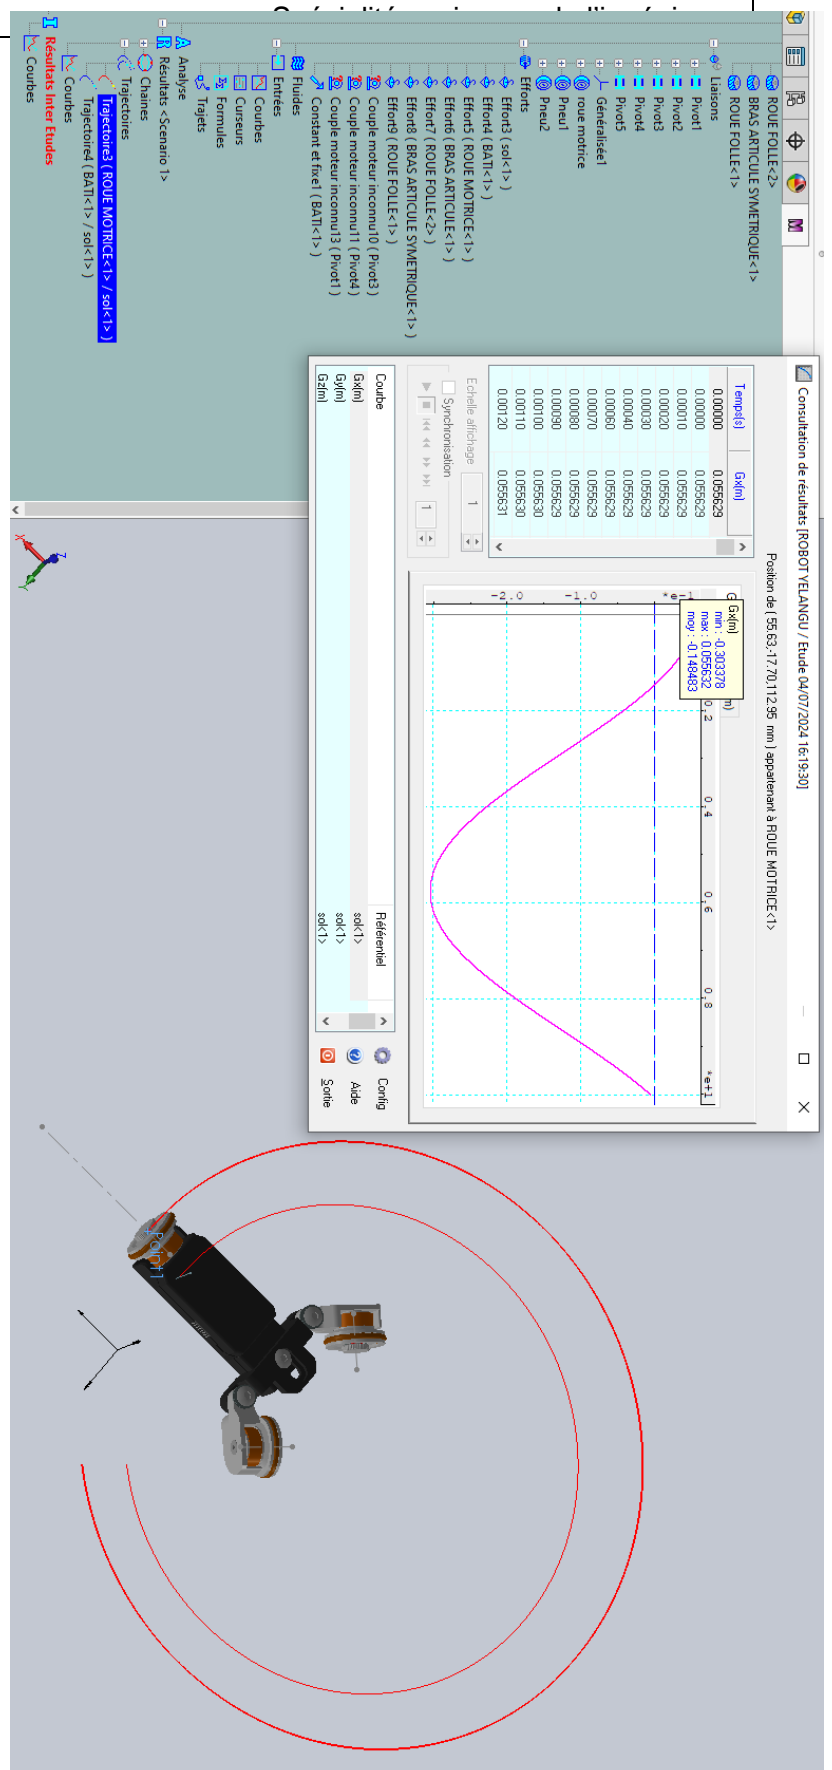 Spécialité sciences de l'ingénieur
ROUE FOLLE<2>
BRAS ARTICULE SYMETRIQUE<1>
ROUE FOLLE<1>
Liaisons
Pivot1
Pivot2
Pivot3
Pivot4
Pivot5
Généralisée1
roue motrice
Pneu1
Pneu2
Efforts
Effort3 ( sol<1> )
Effort4 ( BATI<1> )
Effort5 ( ROUE MOTRICE<1> )
Effort6 ( BRAS ARTICULE<1> )
Effort7 ( ROUE FOLLE<2> )
Effort8 ( BRAS ARTICULE SYMETRIQUE<1> )
Effort9 ( ROUE FOLLE<1> )
Couple moteur inconnu10 ( Pivot3 )
Couple moteur inconnu11 ( Pivot4 )
Couple moteur inconnu13 ( Pivot1 )
Constant et fixe1 ( BATI<1> )
Fluides
Entrées
Courbes
Curseurs
Formules
Trajets
Analyse
Résultats <Scenario 1>
Chaines
Trajectoires
Trajectoire3 ( ROUE MOTRICE<1> / sol<1> )
Trajectoire4 ( BATI<1> / sol<1> )
Courbes
Résultats Inter Etudes
Courbes
Consultation de résultats [ROBOT YELANGU / Etude 04/07/2024 16:19:30]
Position de ( 55.63,-17.70,112.95 mm ) appartenant à ROUE MOTRICE<1>
Temps(s) Gx(m)
0.00000 0.055629
0.00000 0.055629
0.00010 0.055629
0.00020 0.055629
0.00030 0.055629
0.00040 0.055629
0.00060 0.055629
0.00070 0.055629
0.00080 0.055629
0.00090 0.055629
0.00100 0.055630
0.00110 0.055630
0.00120 0.055631
Echelle affichage 1
Synchronisation
1
Gx(m)
min : -0.303378
max : 0.055632
moy : -0.148483
m)
*e-1
-1.0
-2.0
0.2 0.4 0.6 0.8 *e+1
Courbe Référentiel
Gx(m) sol<1>
Gy(m) sol<1>
Gz(m) sol<1>
Config
Aide
Sortie
Point1
X
Y
Z